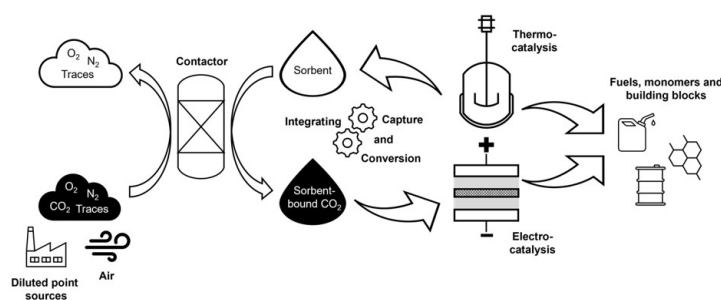 O2
N2
Traces
Contactor
Sorbent
Thermo-
catalysis
Fuels, monomers and
building blocks
Integrating
Capture
and
Conversion
+
O2
N2
CO2 Traces
Sorbent-
bound CO2
Diluted point
sources
Air
−
Electro-
catalysis